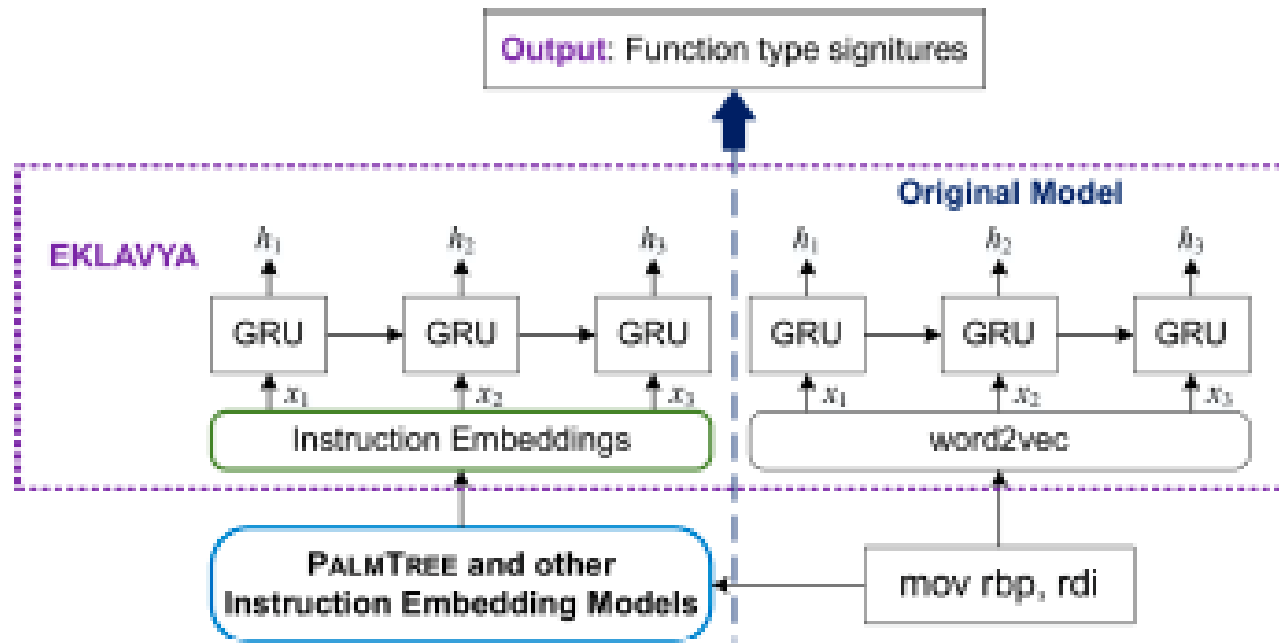 Output: Function type signitures
Original Model
EKLAVYA
h₁ h₂ h₃ h₁ h₂ h₃
GRU GRU GRU GRU GRU GRU
x₁ x₂ x₃ x₁ x₂ x₃
Instruction Embeddings word2vec
PALMTREE and other
Instruction Embedding Models
mov rbp, rdi